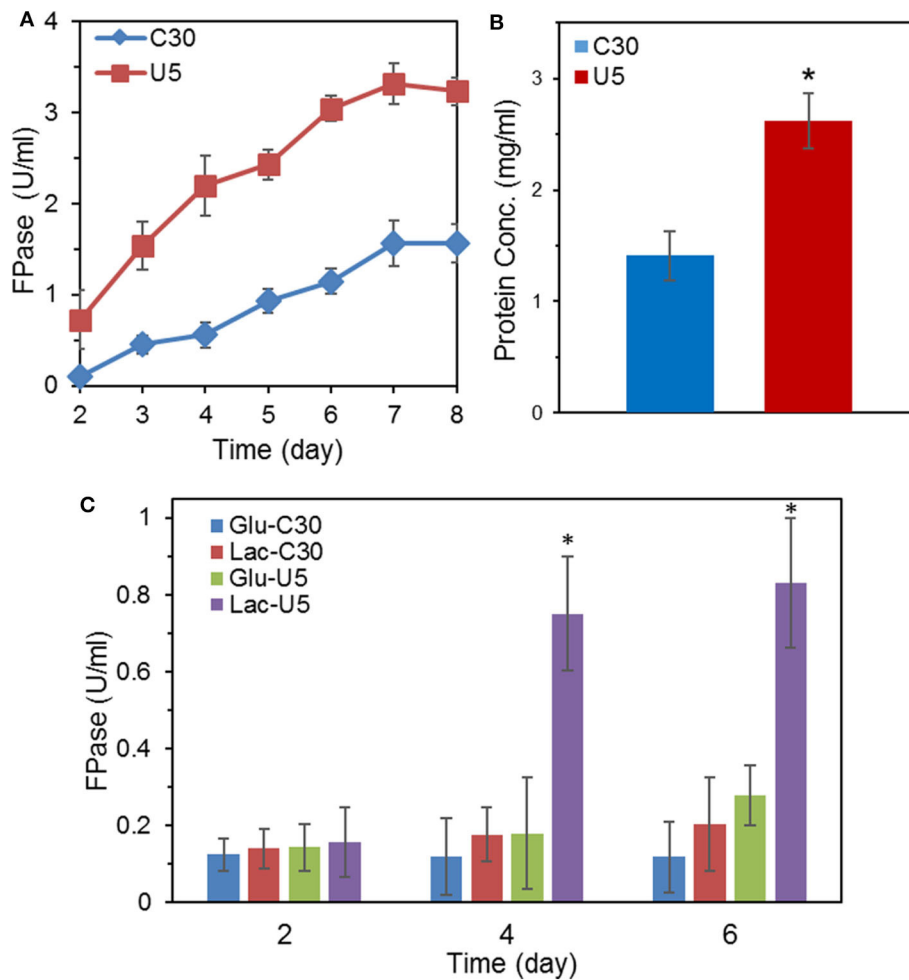 A
C30
U5
FPase (U/ml)
4
3
2
1
0
2 3 4 5 6 7 8
Time (day)
B
C30
U5
*
Protein Conc. (mg/ml)
3
2
1
0
C
Glu-C30
Lac-C30
Glu-U5
Lac-U5
* *
FPase (U/ml)
1
0.8
0.6
0.4
0.2
0
2 4 6
Time (day)